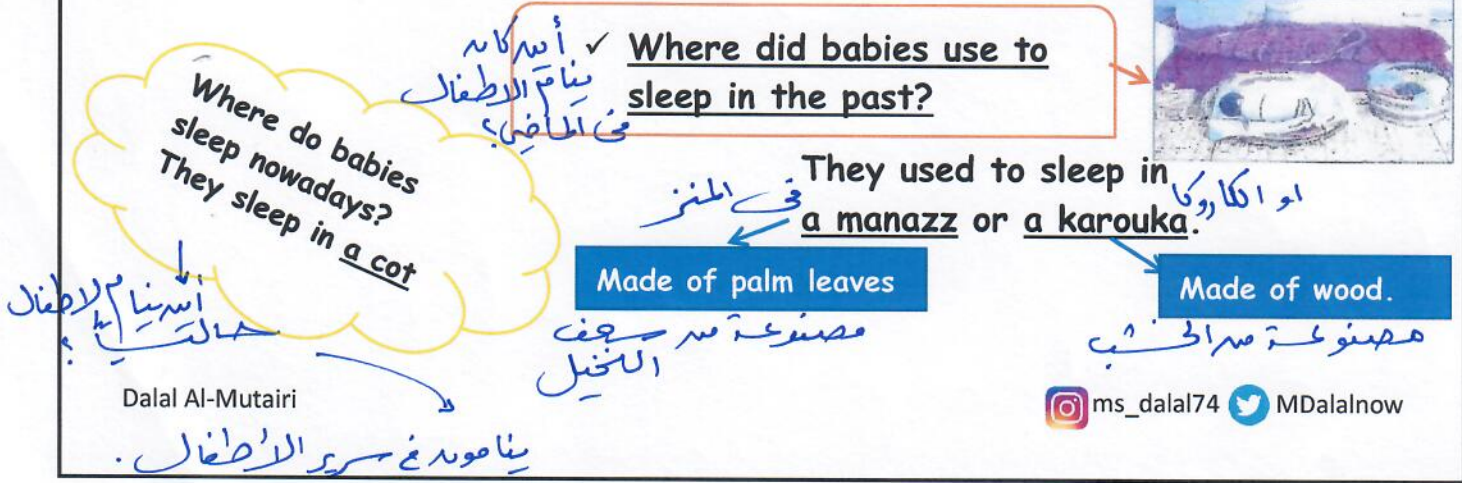 أين كان ✓ Where did babies use to
ينام الاطفال sleep in the past?
في الماضي؟
Where do babies
sleep nowadays?
They sleep in a cot
They used to sleep in
في المنز a manazz or a karouka. او الكاروكا
Made of palm leaves
Made of wood.
أين ينام الاطفال
حالياً؟
مصنوعة من سعف
النخيل
مصنوعة من الخشب
Dalal Al-Mutairi
ms_dalal74 MDalalnow
ينامون في سرير الأطفال.